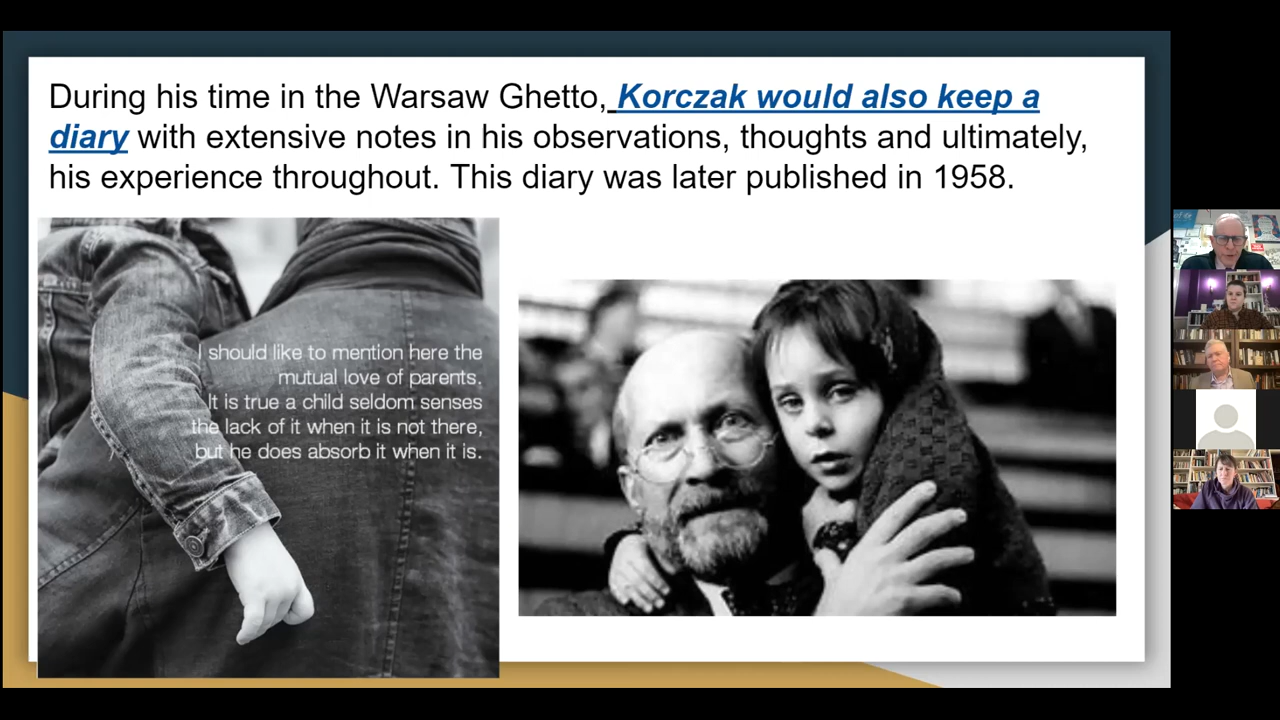 During his time in the Warsaw Ghetto, Korczak would also keep a
diary with extensive notes in his observations, thoughts and ultimately,
his experience throughout. This diary was later published in 1958.
I should like to mention here the
mutual love of parents.
It is true a child seldom senses
the lack of it when it is not there,
but he does absorb it when it is.